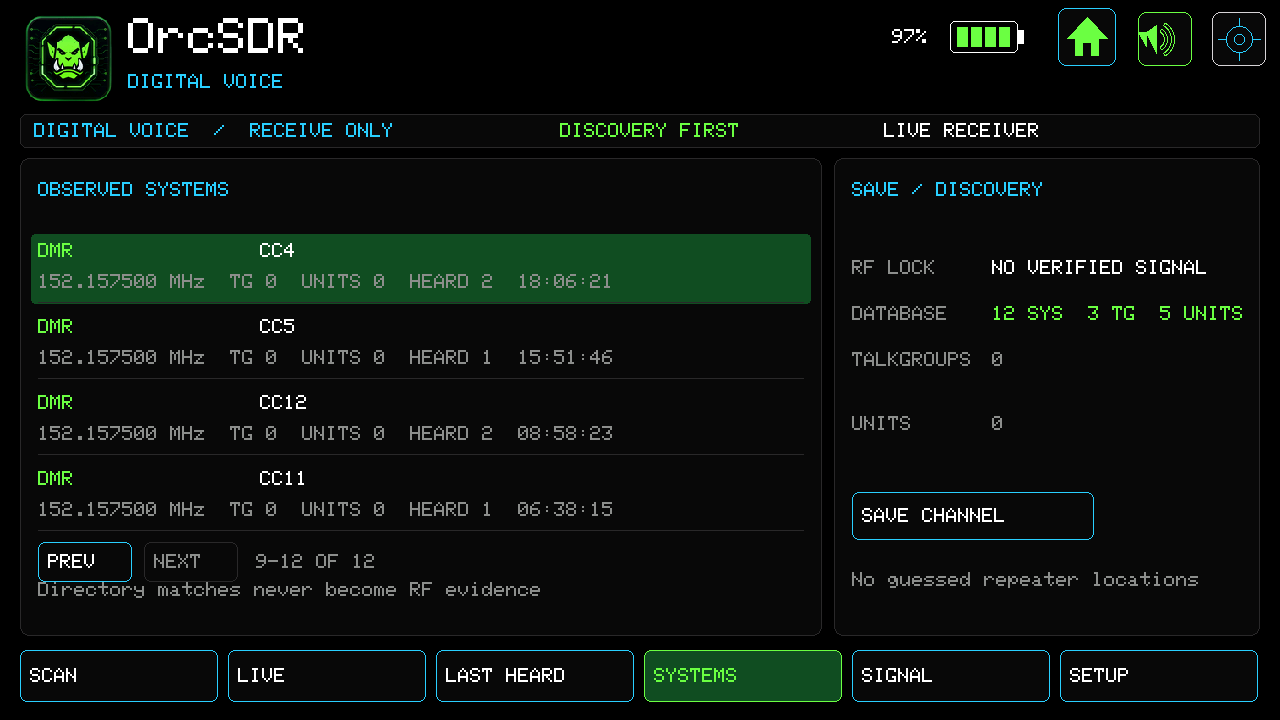 OrcSDR
DIGITAL VOICE
97%
DIGITAL VOICE / RECEIVE ONLY
DISCOVERY FIRST
LIVE RECEIVER
OBSERVED SYSTEMS
DMR CC4
152.157500 MHz TG 0 UNITS 0 HEARD 2 18:06:21
DMR CC5
152.157500 MHz TG 0 UNITS 0 HEARD 1 15:51:46
DMR CC12
152.157500 MHz TG 0 UNITS 0 HEARD 2 08:58:23
DMR CC11
152.157500 MHz TG 0 UNITS 0 HEARD 1 06:38:15
PREV NEXT 9-12 OF 12
Directory matches never become RF evidence
SAVE / DISCOVERY
RF LOCK NO VERIFIED SIGNAL
DATABASE 12 SYS 3 TG 5 UNITS
TALKGROUPS 0
UNITS 0
SAVE CHANNEL
No guessed repeater locations
SCAN LIVE LAST HEARD SYSTEMS SIGNAL SETUP